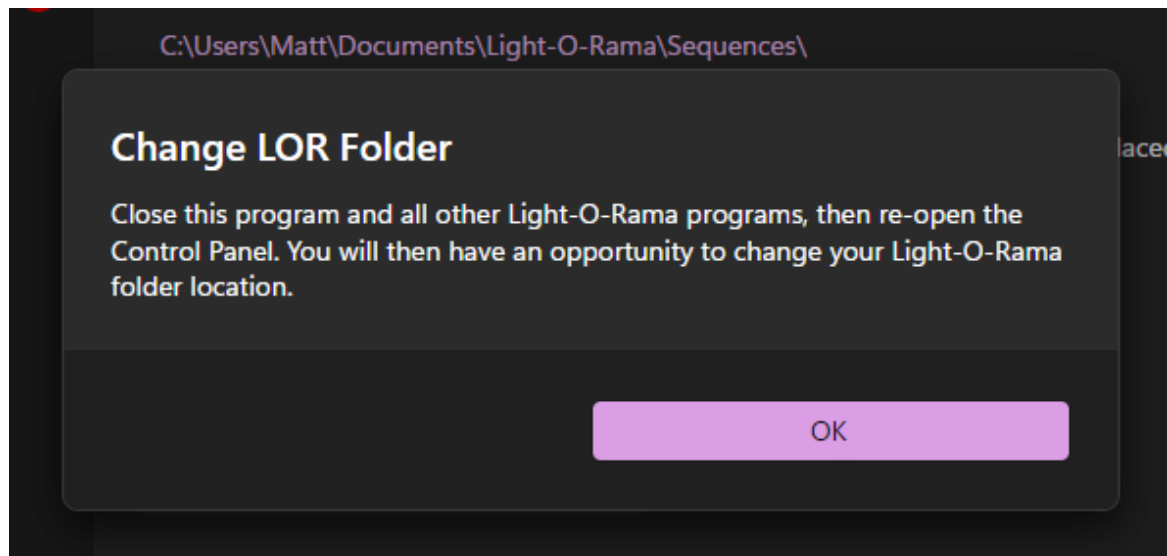 C:\Users\Matt\Documents\Light-O-Rama\Sequences\
Change LOR Folder
Close this program and all other Light-O-Rama programs, then re-open the
Control Panel. You will then have an opportunity to change your Light-O-Rama
folder location.
OK